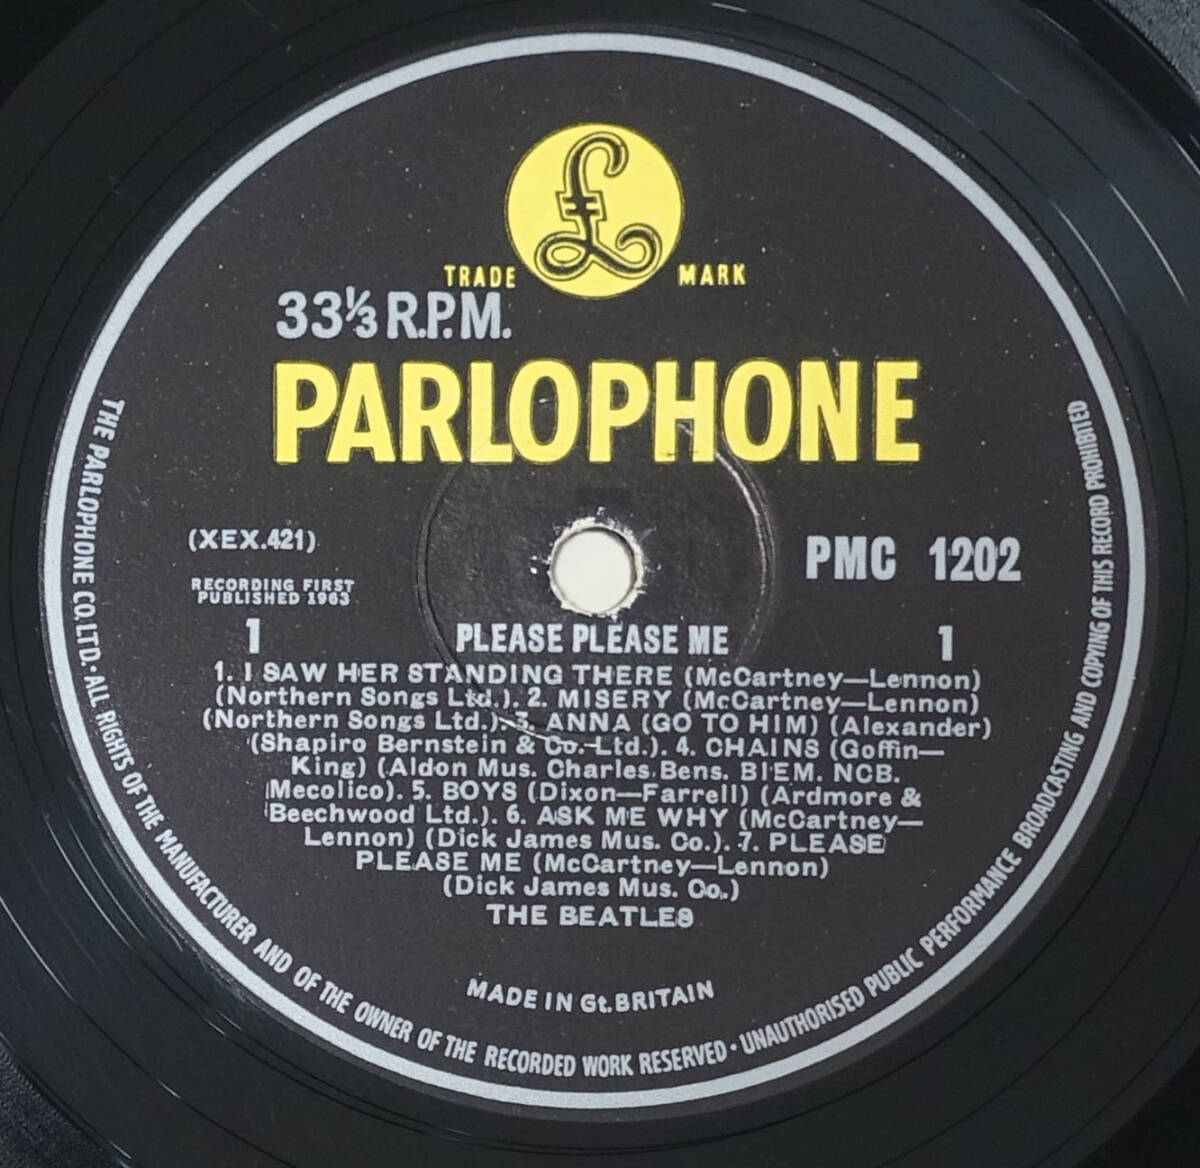 £
TRADE MARK
33⅓ R.P.M.
PARLOPHONE
(XEX.421)
PMC 1202
RECORDING FIRST
PUBLISHED 1963
1 PLEASE PLEASE ME 1
1. I SAW HER STANDING THERE (McCartney—Lennon)
(Northern Songs Ltd.). 2. MISERY (McCartney—Lennon)
(Northern Songs Ltd.). 3. ANNA (GO TO HIM) (Alexander)
(Shapiro Bernstein & Co. Ltd.). 4. CHAINS (Goffin—
King) (Aldon Mus. Charles Bens. BIEM. NCB.
Mecolico). 5. BOYS (Dixon—Farrell) (Ardmore &
Beechwood Ltd.). 6. ASK ME WHY (McCartney—
Lennon) (Dick James Mus. Co.). 7. PLEASE
PLEASE ME (McCartney—Lennon)
(Dick James Mus. Co.)
THE BEATLES
MADE IN Gt. BRITAIN
THE PARLOPHONE CO. LTD. · ALL RIGHTS OF THE MANUFACTURER AND OF THE OWNER OF THE RECORDED WORK RESERVED · UNAUTHORISED PUBLIC PERFORMANCE BROADCASTING AND COPYING OF THIS RECORD PROHIBITED